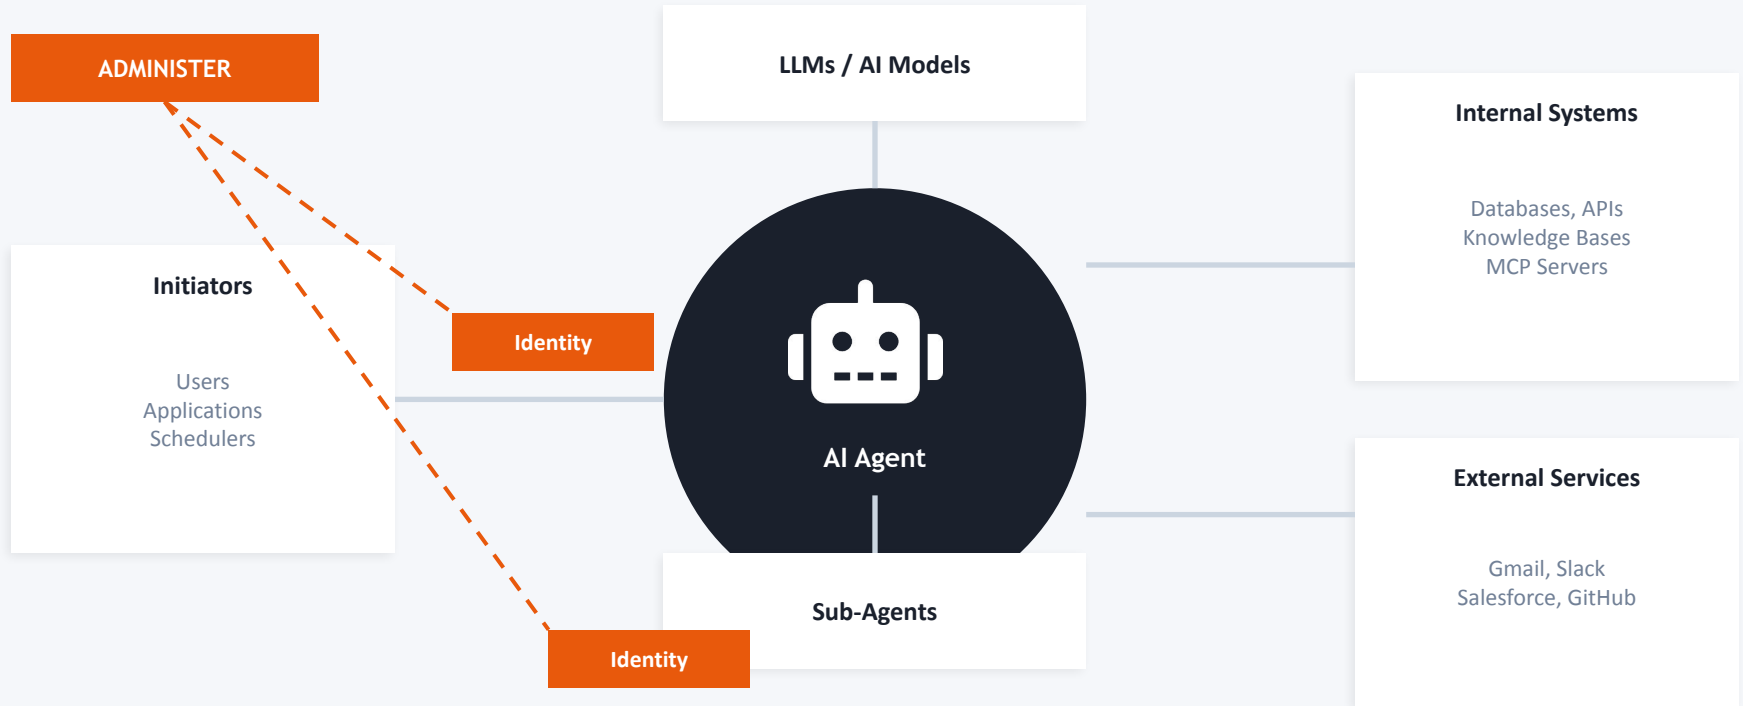 ADMINISTER
LLMs / AI Models
Internal Systems
Databases, APIs
Knowledge Bases
MCP Servers
Initiators
Users
Applications
Schedulers
Identity
AI Agent
External Services
Gmail, Slack
Salesforce, GitHub
Sub-Agents
Identity